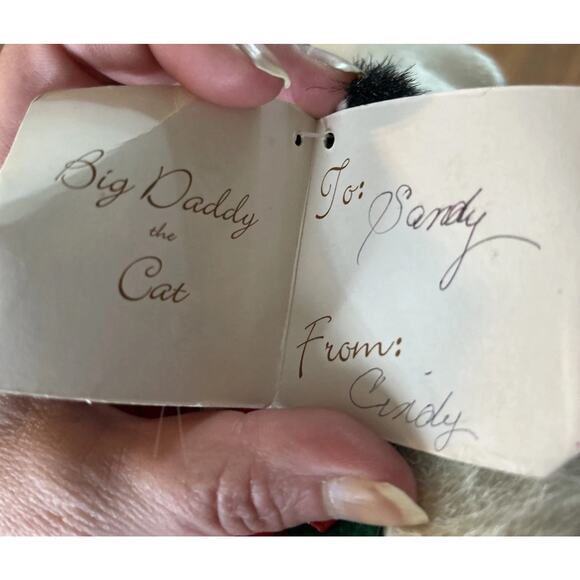 Big Daddy
the
Cat
To: Sandy
From:
Cindy